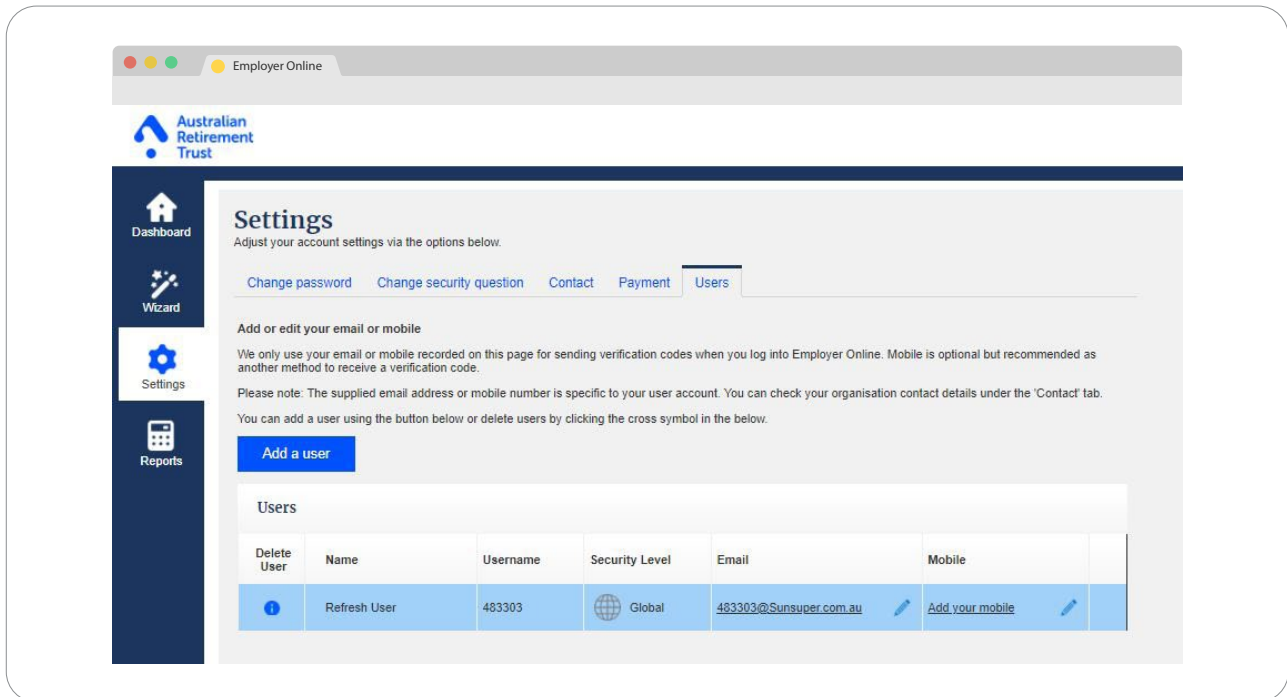 Employer Online
Australian
Retirement
Trust
Dashboard
Wizard
Settings
Reports
Settings
Adjust your account settings via the options below.
Change password Change security question Contact Payment Users
Add or edit your email or mobile
We only use your email or mobile recorded on this page for sending verification codes when you log into Employer Online. Mobile is optional but recommended as
another method to receive a verification code.
Please note: The supplied email address or mobile number is specific to your user account. You can check your organisation contact details under the 'Contact' tab.
You can add a user using the button below or delete users by clicking the cross symbol in the below.
Add a user
Users
Delete User Name Username Security Level Email Mobile
Refresh User 483303 Global 483303@Sunsuper.com.au Add your mobile